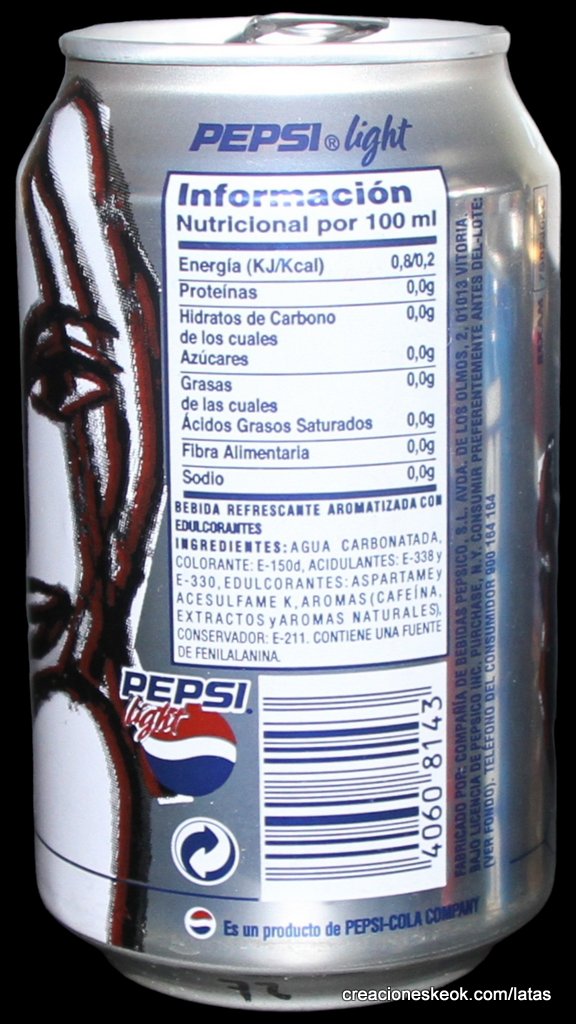 PEPSI® light
Información
Nutricional por 100 ml
Energía (KJ/Kcal) 0,8/0,2
Proteínas 0,0g
Hidratos de Carbono 0,0g
de los cuales
Azúcares 0,0g
Grasas 0,0g
de las cuales
Ácidos Grasos Saturados 0,0g
Fibra Alimentaria 0,0g
Sodio 0,0g
BEBIDA REFRESCANTE AROMATIZADA CON
EDULCORANTES
INGREDIENTES: AGUA CARBONATADA,
COLORANTE: E-150d, ACIDULANTES: E-338 y
E-330, EDULCORANTES: ASPARTAME y
ACESULFAME K, AROMAS (CAFEÍNA,
EXTRACTOS y AROMAS NATURALES),
CONSERVADOR: E-211. CONTIENE UNA FUENTE
DE FENILALANINA.
FABRICADO POR: COMPAÑÍA DE BEBIDAS PEPSICO, S.L. AVDA. DE LOS OLMOS, 2, 01013 VITORIA,
BAJO LICENCIA DE PEPSICO INC. PURCHASE, N.Y. CONSUMIR PREFERENTEMENTE ANTES DEL-LOTE:
(VER FONDO). TELÉFONO DEL CONSUMIDOR 900 164 164
PEPSI
light
4060 8143
Es un producto de PEPSI-COLA COMPANY
72
creacioneskeok.com/latas